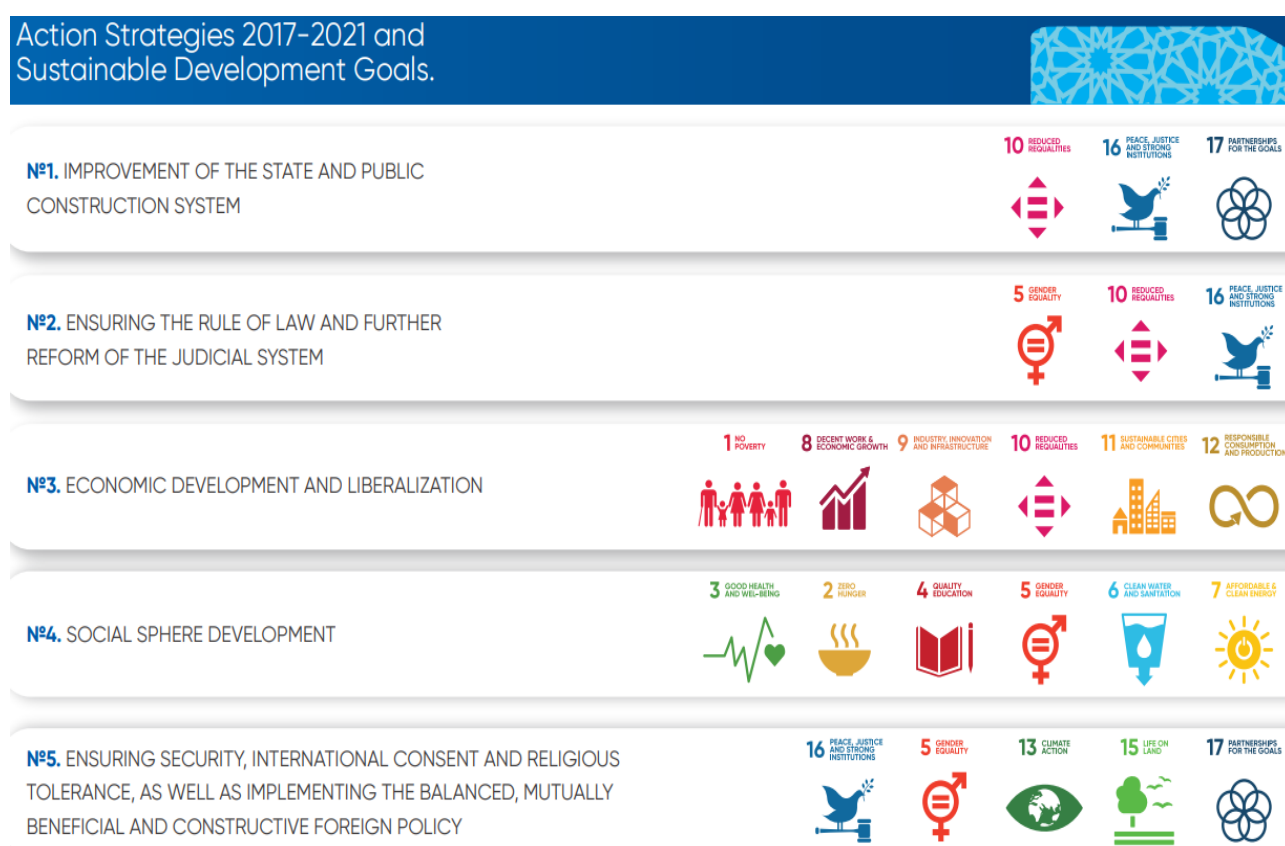 Action Strategies 2017-2021 and
Sustainable Development Goals.
10 REDUCED
REQUALITIES
16 PEACE, JUSTICE
AND STRONG
INSTITUTIONS
17 PARTNERSHIPS
FOR THE GOALS
№1. IMPROVEMENT OF THE STATE AND PUBLIC
CONSTRUCTION SYSTEM
5 GENDER
EQUALITY
10 REDUCED
REQUALITIES
16 PEACE, JUSTICE
AND STRONG
INSTITUTIONS
№2. ENSURING THE RULE OF LAW AND FURTHER
REFORM OF THE JUDICIAL SYSTEM
1 NO
POVERTY
8 DECENT WORK &
ECONOMIC GROWTH
9 INDUSTRY, INNOVATION
AND INFRASTRUCTURE
10 REDUCED
REQUALITIES
11 SUSTAINABLE CITIES
AND COMMUNITIES
12 RESPONSIBLE
CONSUMPTION
AND PRODUCTION
№3. ECONOMIC DEVELOPMENT AND LIBERALIZATION
3 GOOD HEALTH
AND WEL-BEING
2 ZERO
HUNGER
4 QUALITY
EDUCATION
5 GENDER
EQUALITY
6 CLEAN WATER
AND SANITATION
7 AFFORDABLE &
CLEAN ENERGY
№4. SOCIAL SPHERE DEVELOPMENT
16 PEACE, JUSTICE
AND STRONG
INSTITUTIONS
5 GENDER
EQUALITY
13 CLIMATE
ACTION
15 LIFE ON
LAND
17 PARTNERSHIPS
FOR THE GOALS
№5. ENSURING SECURITY, INTERNATIONAL CONSENT AND RELIGIOUS
TOLERANCE, AS WELL AS IMPLEMENTING THE BALANCED, MUTUALLY
BENEFICIAL AND CONSTRUCTIVE FOREIGN POLICY